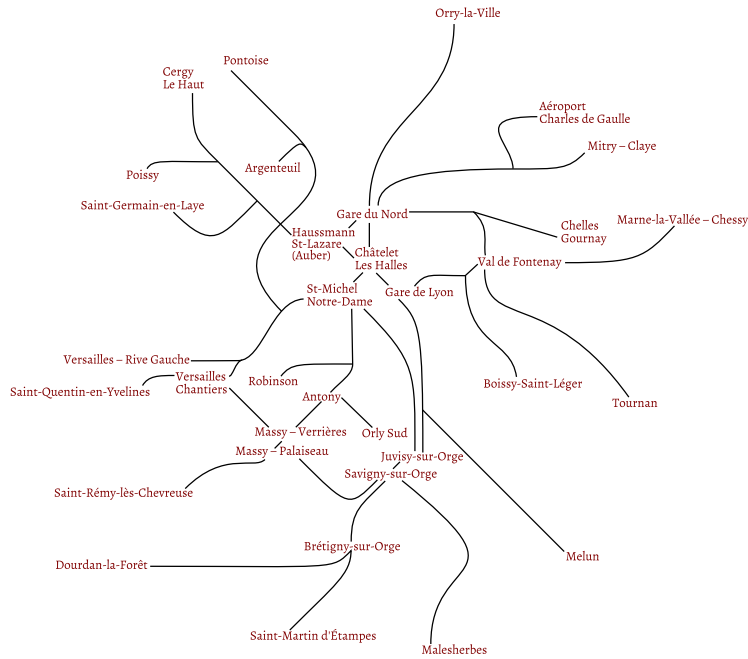 Orry-la-Ville
Pontoise
Cergy
Le Haut
Aéroport
Charles de Gaulle
Mitry – Claye
Argenteuil
Poissy
Saint-Germain-en-Laye
Gare du Nord
Marne-la-Vallée – Chessy
Chelles
Gournay
Haussmann
St-Lazare
(Auber)
Châtelet
Les Halles
Val de Fontenay
St-Michel
Notre-Dame
Gare de Lyon
Versailles – Rive Gauche
Versailles
Chantiers
Saint-Quentin-en-Yvelines
Robinson
Antony
Boissy-Saint-Léger
Tournan
Massy – Verrières
Orly Sud
Massy – Palaiseau
Juvisy-sur-Orge
Savigny-sur-Orge
Saint-Rémy-lès-Chevreuse
Brétigny-sur-Orge
Melun
Dourdan-la-Forêt
Saint-Martin d'Étampes
Malesherbes